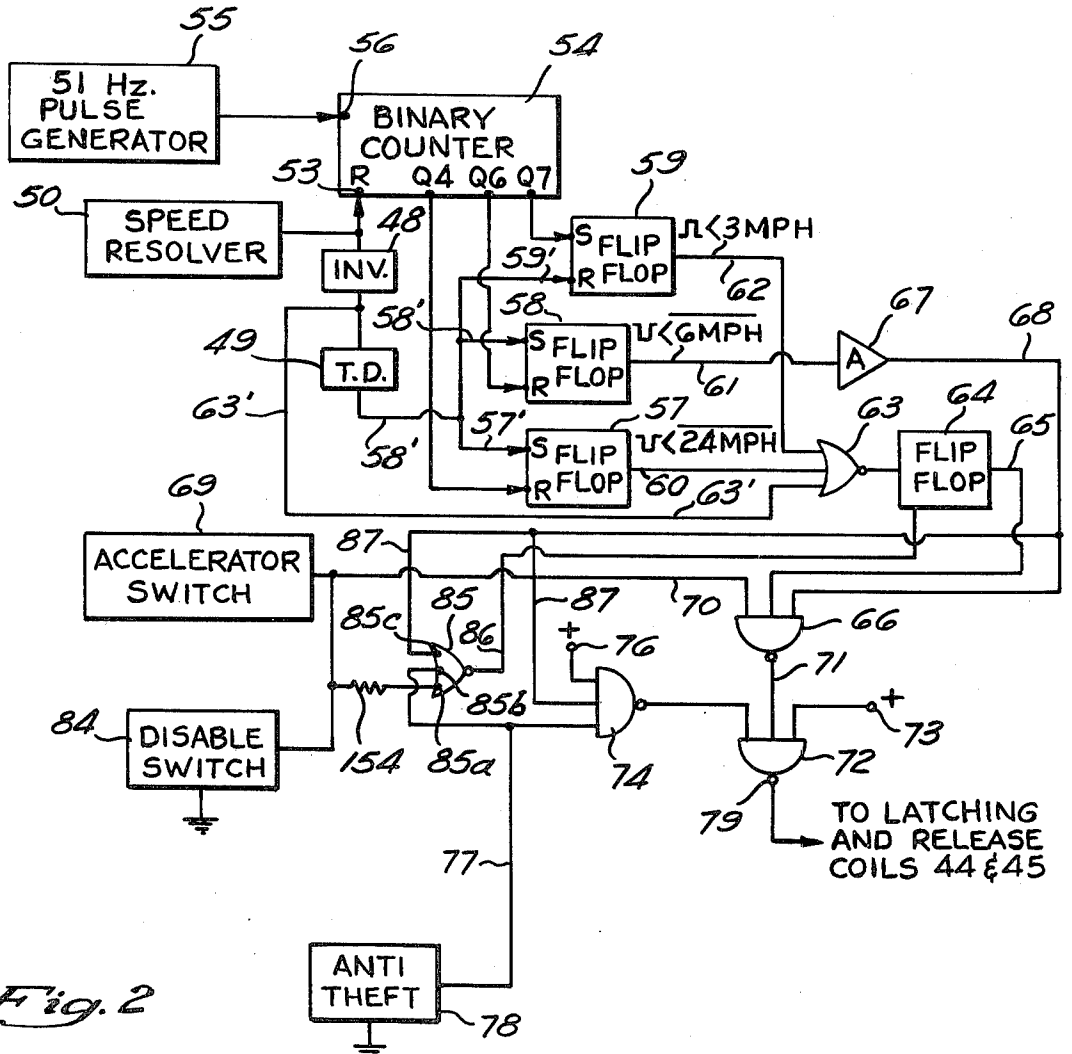 55
51 Hz.
PULSE
GENERATOR
56
54
BINARY
COUNTER
R Q4 Q6 Q7
53
50
SPEED
RESOLVER
48
INV.
49
T.D.
63'
58'
59
S FLIP
R FLOP
⎍<3MPH
62
59'
58'
58
S FLIP
R FLOP
<6MPH
61
67
A
68
57'
57
S FLIP
R FLOP
<24MPH
60
63'
63
64
FLIP
FLOP
65
69
ACCELERATOR
SWITCH
87
70
66
85c
85
86
87
+
76
71
85b
85a
154
74
+
73
72
84
DISABLE
SWITCH
79
TO LATCHING
AND RELEASE
COILS 44 & 45
77
ANTI
THEFT
78
Fig. 2